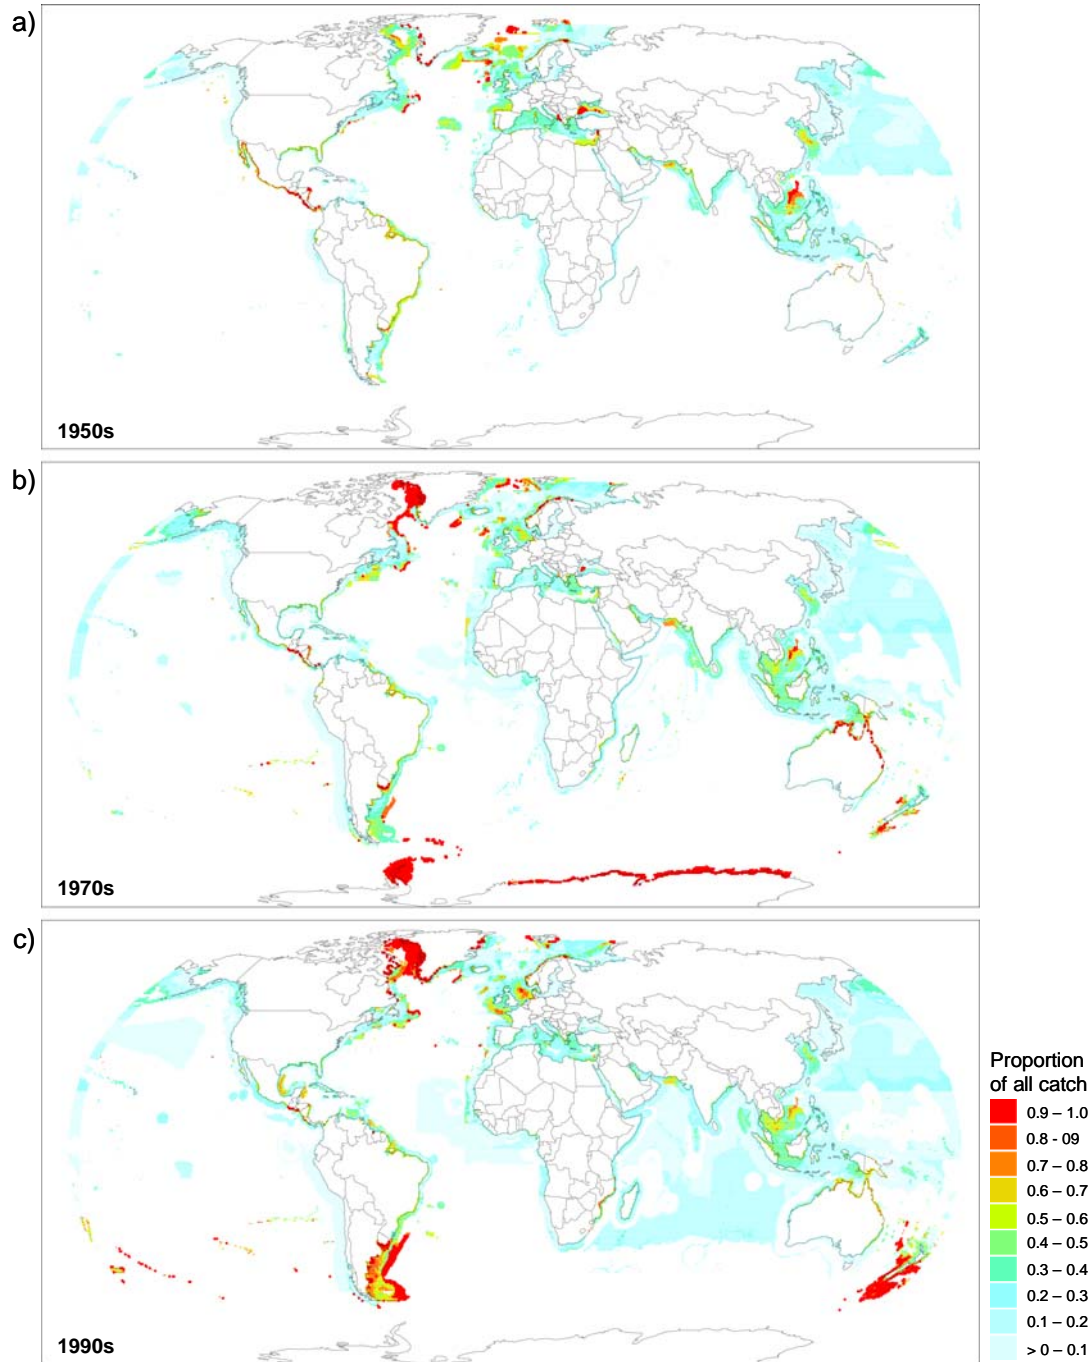 a)
1950s
b)
1970s
c)
1990s
Proportion
of all catch
0.9 – 1.0
0.8 - 09
0.7 – 0.8
0.6 – 0.7
0.5 – 0.6
0.4 – 0.5
0.3 – 0.4
0.2 – 0.3
0.1 – 0.2
> 0 – 0.1